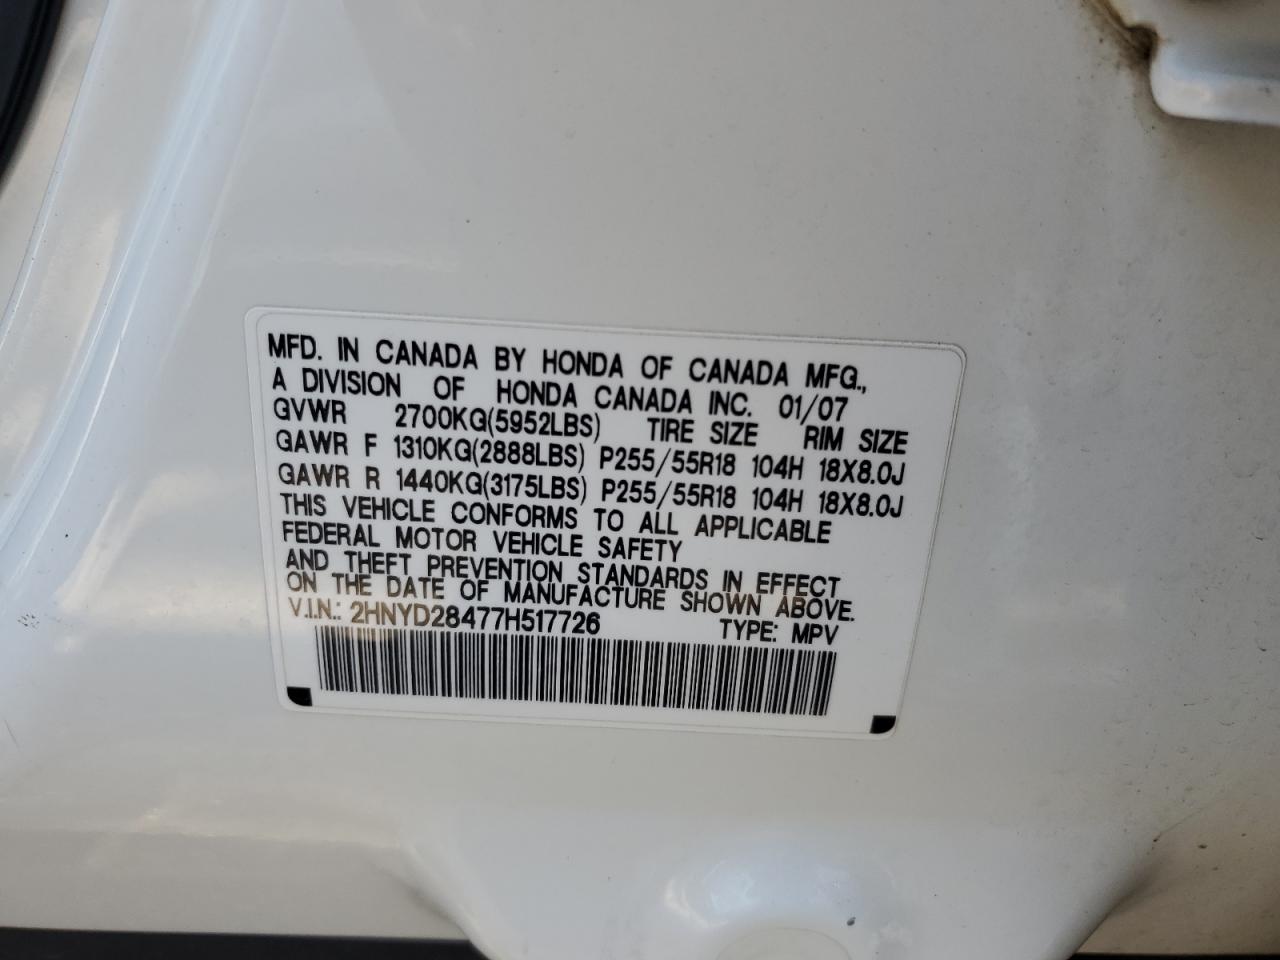 MFD. IN CANADA BY HONDA OF CANADA MFG.,
A DIVISION OF HONDA CANADA INC. 01/07
GVWR 2700KG(5952LBS) TIRE SIZE RIM SIZE
GAWR F 1310KG(2888LBS) P255/55R18 104H 18X8.0J
GAWR R 1440KG(3175LBS) P255/55R18 104H 18X8.0J
THIS VEHICLE CONFORMS TO ALL APPLICABLE
FEDERAL MOTOR VEHICLE SAFETY
AND THEFT PREVENTION STANDARDS IN EFFECT
ON THE DATE OF MANUFACTURE SHOWN ABOVE.
V.I.N.: 2HNYD28477H517726 TYPE: MPV